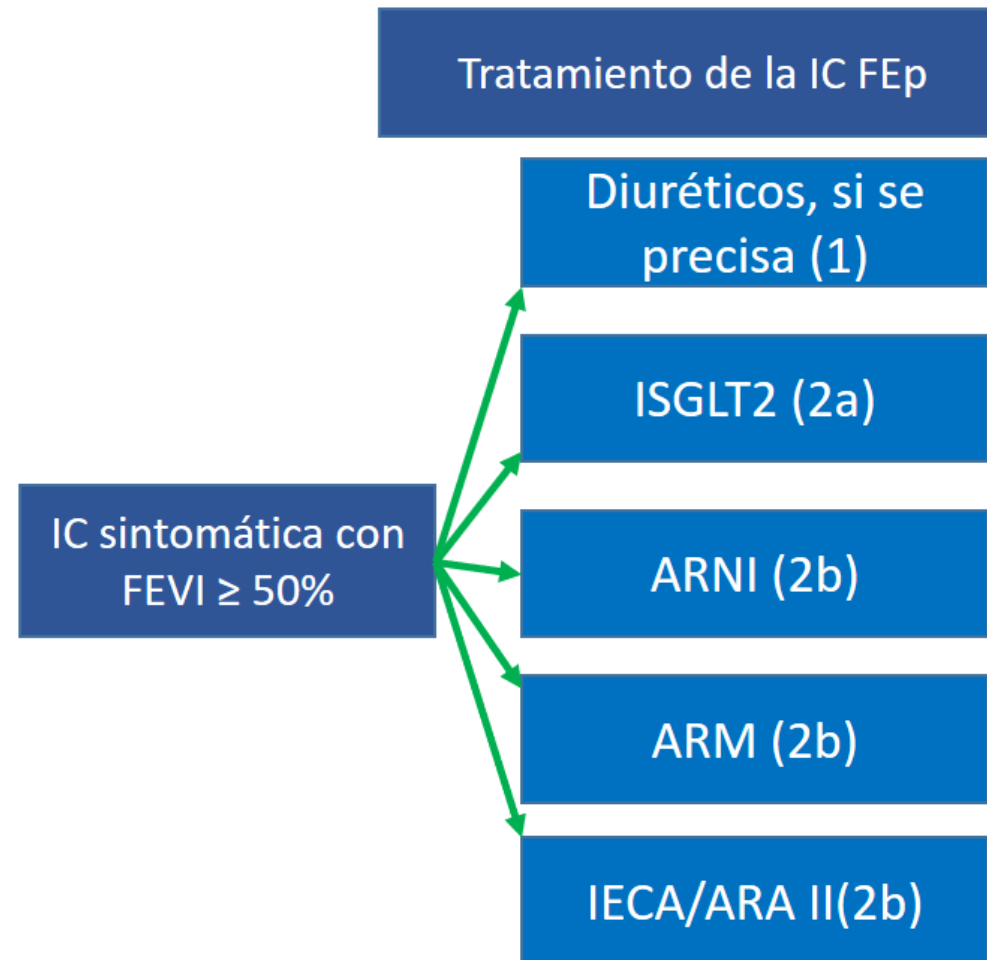 Tratamiento de la IC FEp
Diuréticos, si se
precisa (1)
ISGLT2 (2a)
IC sintomática con
FEVI ≥ 50%
ARNI (2b)
ARM (2b)
IECA/ARA II(2b)